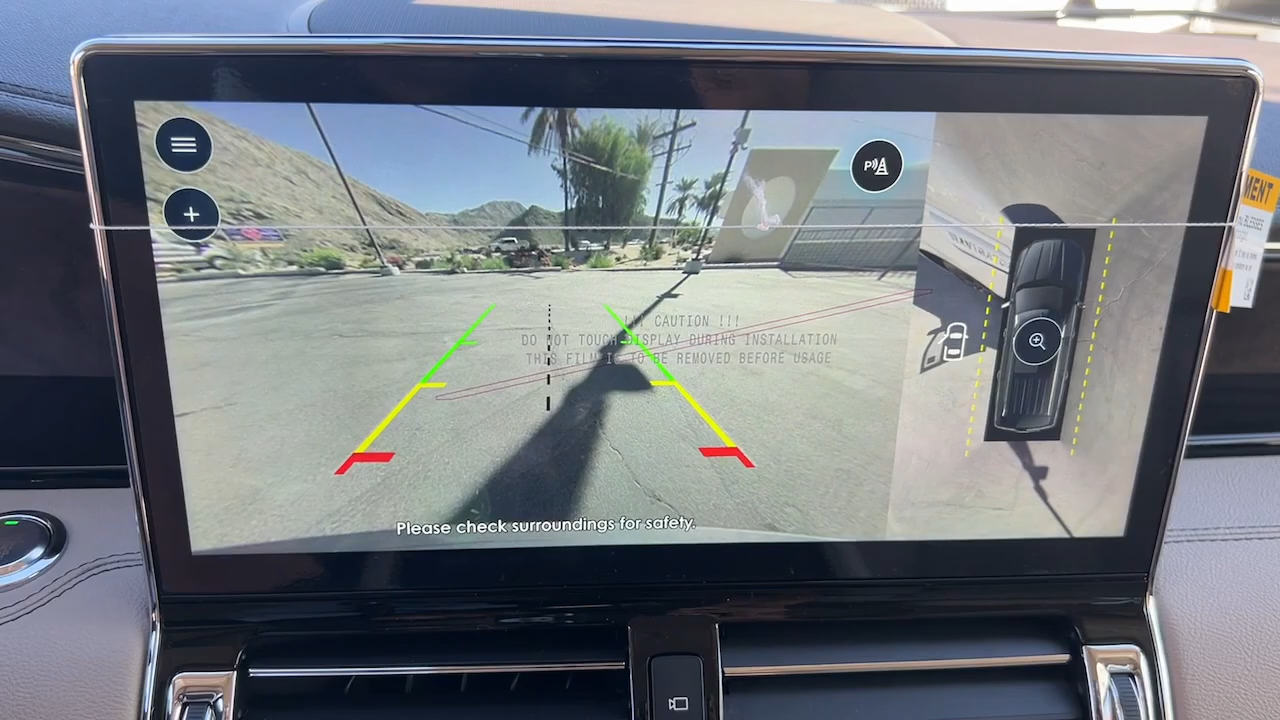 P
!!! CAUTION !!!
DO NOT TOUCH DISPLAY DURING INSTALLATION
THIS FILM IS TO BE REMOVED BEFORE USAGE
Please check surroundings for safety.
MENT